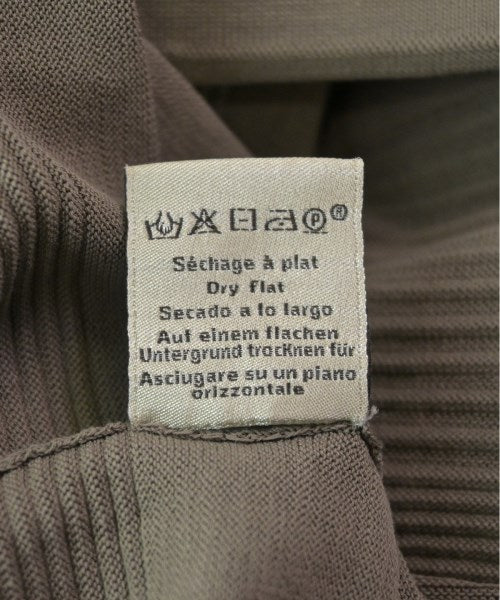 P ®
Séchage à plat
Dry flat
Secado a lo largo
Auf einem flachen
Untergrund trocknen für
Asciugare su un piano
orizzontale